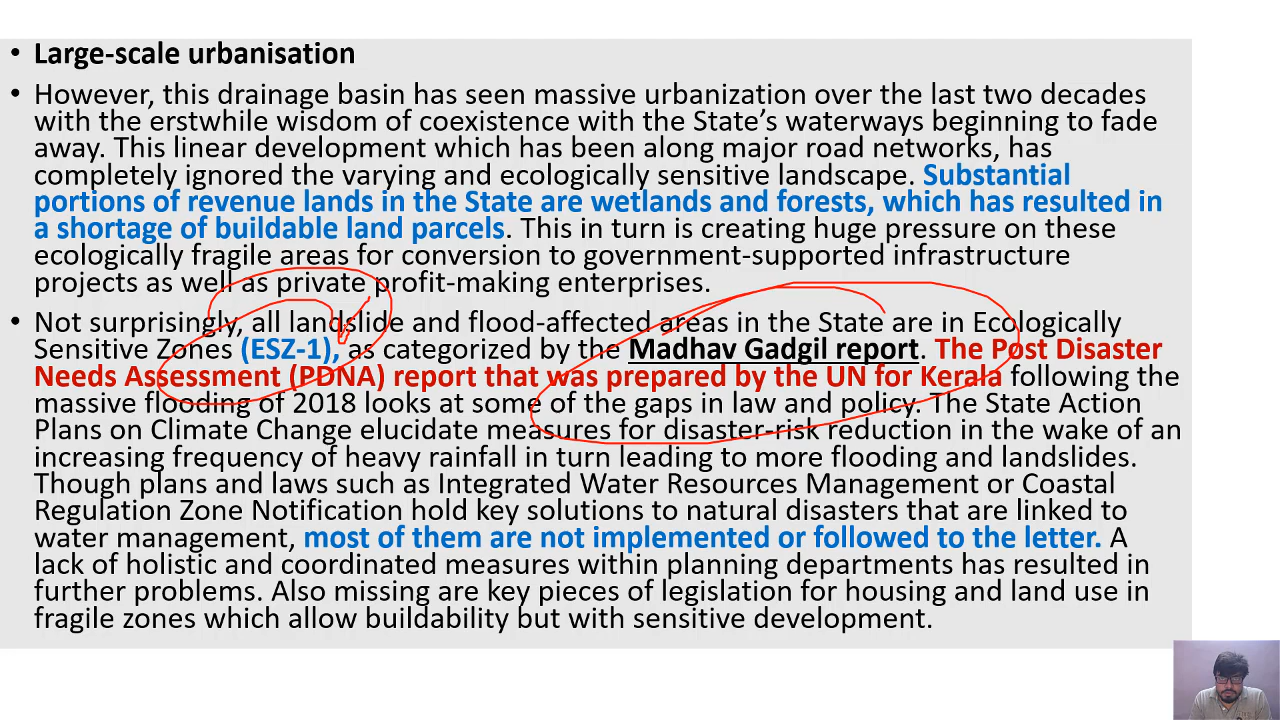 • Large-scale urbanisation
• However, this drainage basin has seen massive urbanization over the last two decades
with the erstwhile wisdom of coexistence with the State’s waterways beginning to fade
away. This linear development which has been along major road networks, has
completely ignored the varying and ecologically sensitive landscape. Substantial
portions of revenue lands in the State are wetlands and forests, which has resulted in
a shortage of buildable land parcels. This in turn is creating huge pressure on these
ecologically fragile areas for conversion to government-supported infrastructure
projects as well as private profit-making enterprises.
• Not surprisingly, all landslide and flood-affected areas in the State are in Ecologically
Sensitive Zones (ESZ-1), as categorized by the Madhav Gadgil report. The Post Disaster
Needs Assessment (PDNA) report that was prepared by the UN for Kerala following the
massive flooding of 2018 looks at some of the gaps in law and policy. The State Action
Plans on Climate Change elucidate measures for disaster-risk reduction in the wake of an
increasing frequency of heavy rainfall in turn leading to more flooding and landslides.
Though plans and laws such as Integrated Water Resources Management or Coastal
Regulation Zone Notification hold key solutions to natural disasters that are linked to
water management, most of them are not implemented or followed to the letter. A
lack of holistic and coordinated measures within planning departments has resulted in
further problems. Also missing are key pieces of legislation for housing and land use in
fragile zones which allow buildability but with sensitive development.